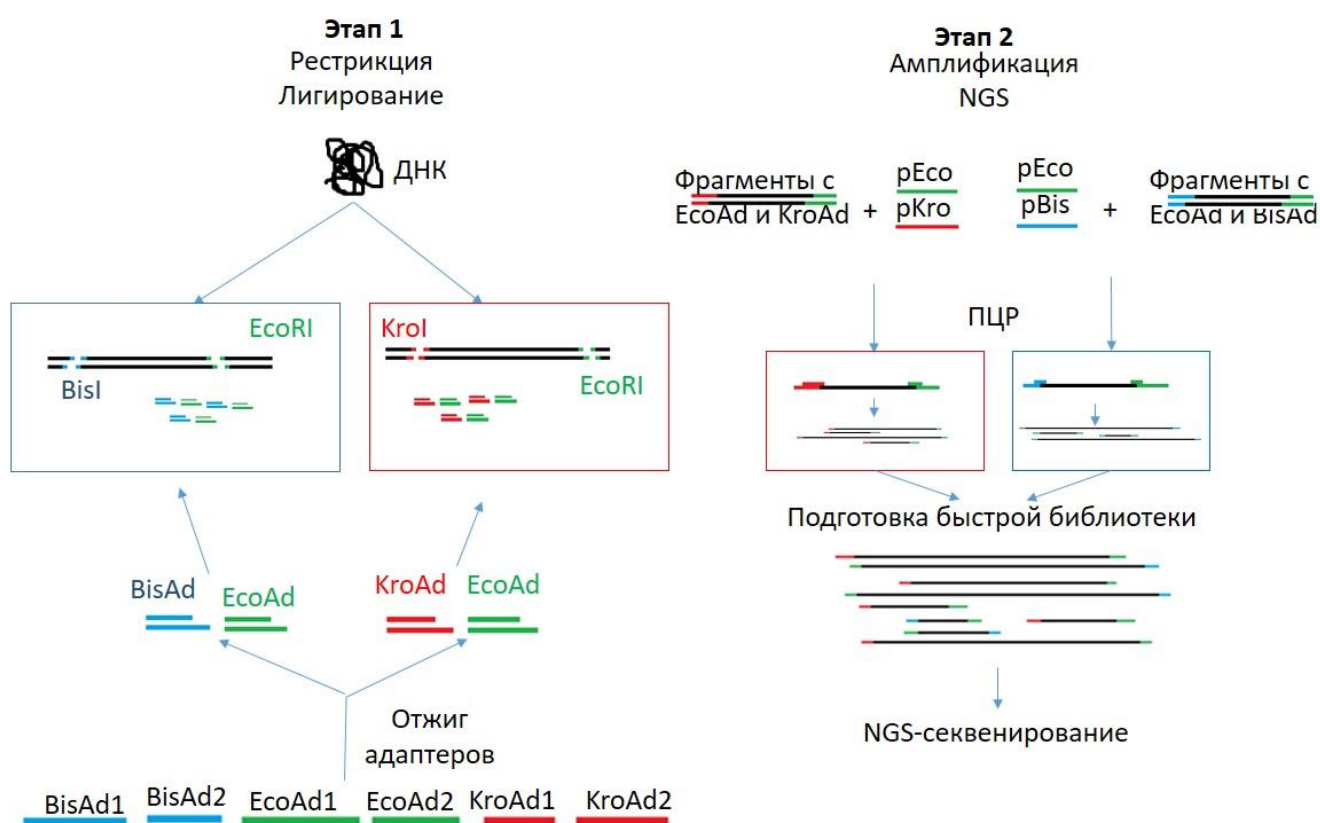 Этап 1
Рестрикция
Лигирование
ДНК
EcoRI
BisI
KroI
EcoRI
BisAd
EcoAd
KroAd
EcoAd
Отжиг
адаптеров
BisAd1
BisAd2
EcoAd1
EcoAd2
KroAd1
KroAd2
Этап 2
Амплификация
NGS
Фрагменты с
EcoAd и KroAd
+
pEco
pKro
pEco
pBis
+
Фрагменты с
EcoAd и BisAd
ПЦР
Подготовка быстрой библиотеки
NGS-секвенирование